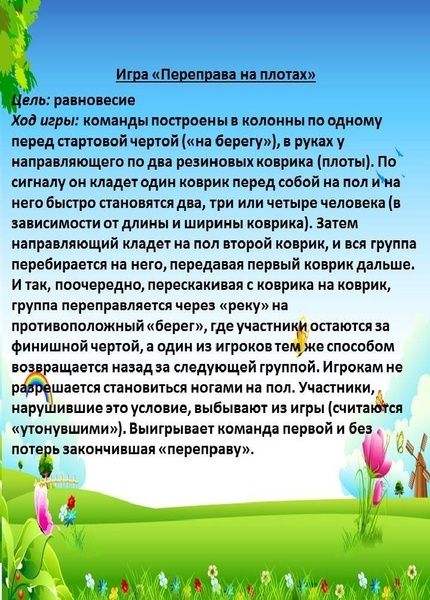 Игра «Переправа на плотах»
Цель: равновесие
Ход игры: команды построены в колонны по одному
перед стартовой чертой («на берегу»), в руках у
направляющего по два резиновых коврика (плоты). По
сигналу он кладет один коврик перед собой на пол и на
него быстро становятся два, три или четыре человека (в
зависимости от длины и ширины коврика). Затем
направляющий кладет на пол второй коврик, и вся группа
перебирается на него, передавая первый коврик дальше.
И так, поочередно, перескакивая с коврика на коврик,
группа переправляется через «реку» на
противоположный «берег», где участники остаются за
финишной чертой, а один из игроков тем же способом
возвращается назад за следующей группой. Игрокам не
разрешается становиться ногами на пол. Участники,
нарушившие это условие, выбывают из игры (считаются
«утонувшими»). Выигрывает команда первой и без
потерь закончившая «переправу».